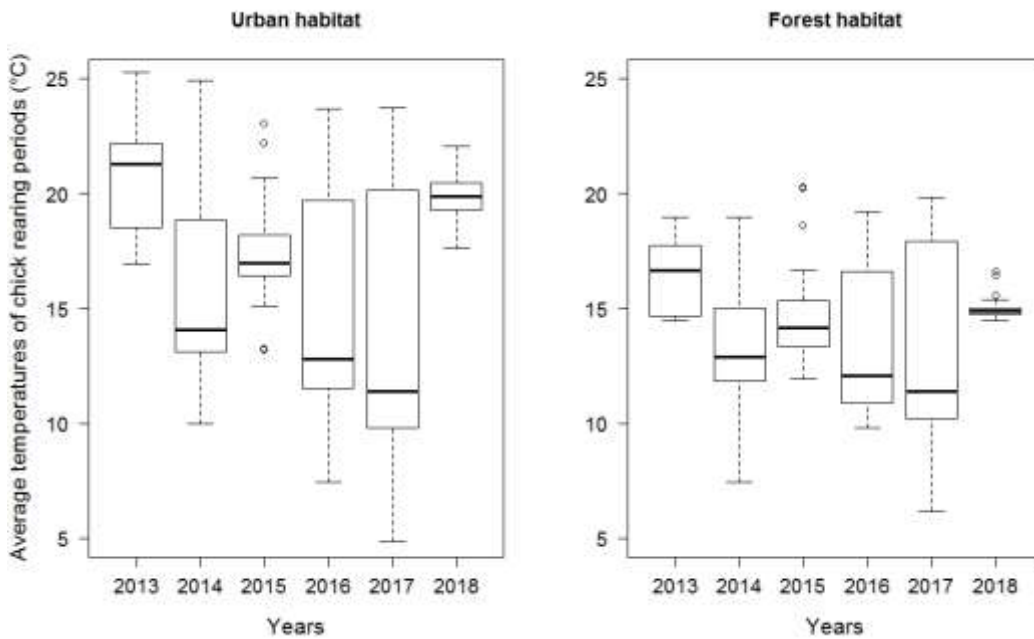 Urban habitat
Forest habitat
Average temperatures of chick rearing periods (°C)
25
20
15
10
5
2013 2014 2015 2016 2017 2018
Years
25
20
15
10
5
2013 2014 2015 2016 2017 2018
Years